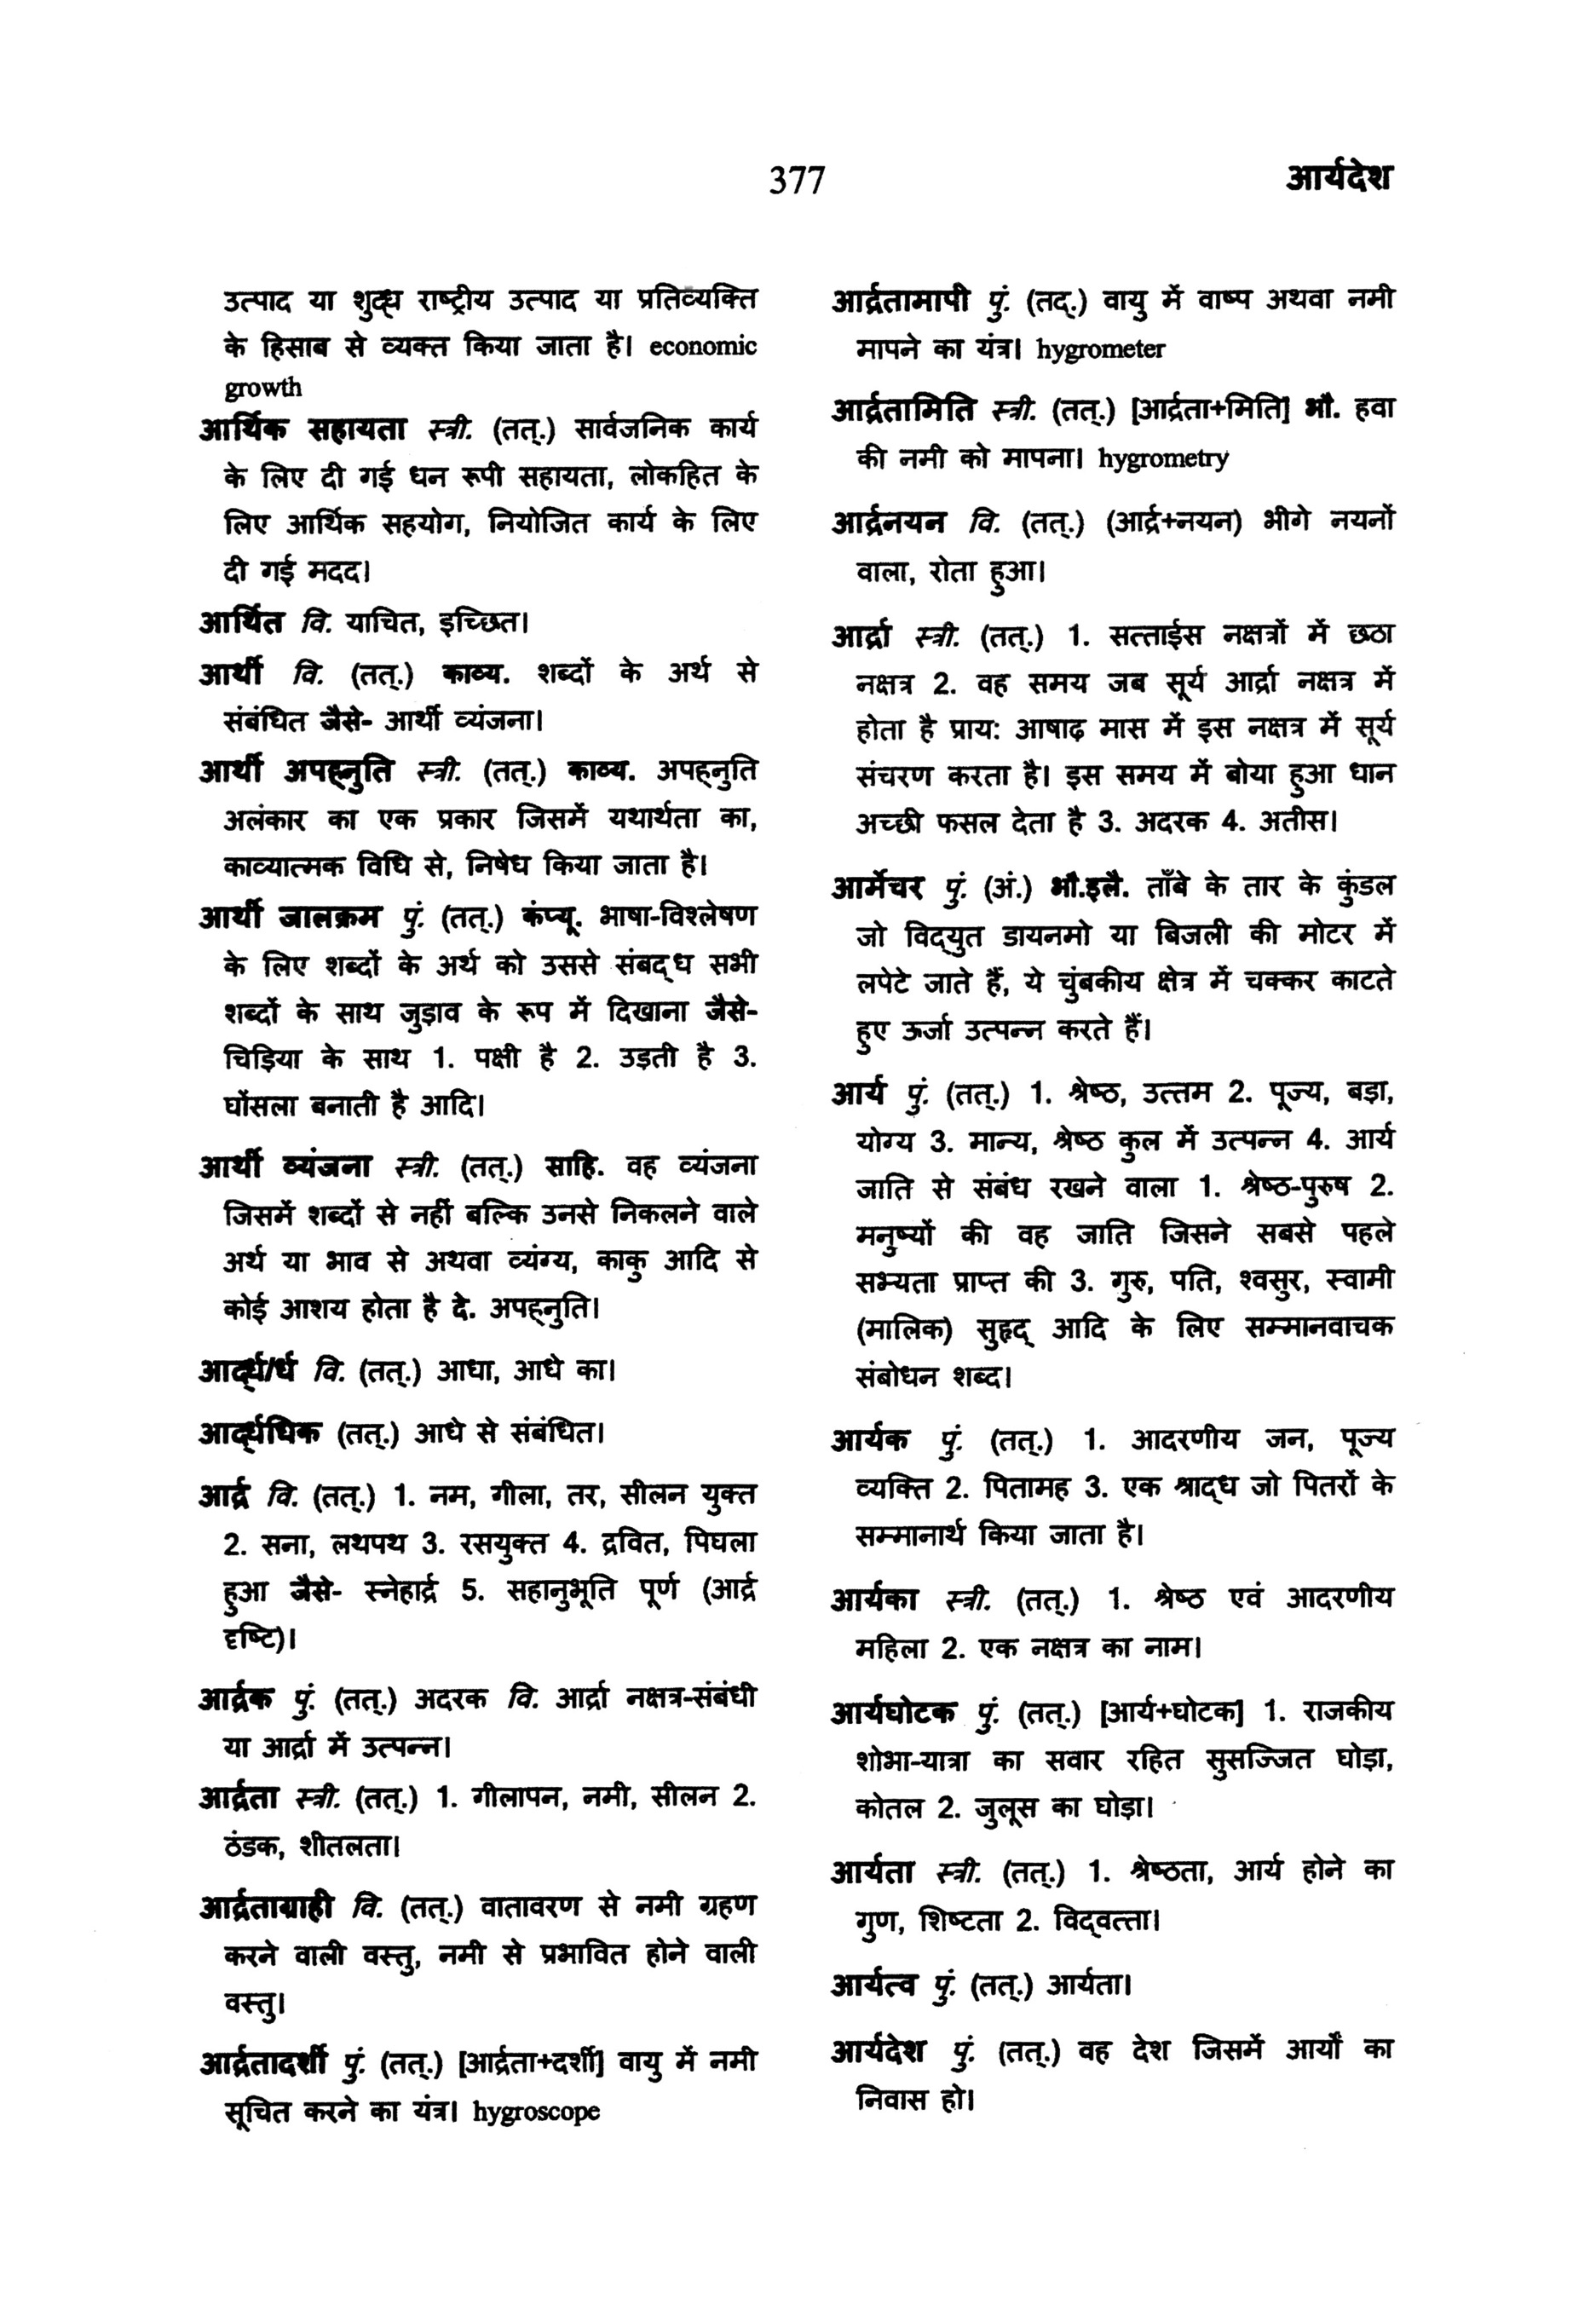 377
आर्यदेश
उत्पाद या शुद्ध राष्ट्रीय उत्पाद या प्रतिव्यक्ति
के हिसाब से व्यक्त किया जाता है। economic
growth
आर्थिक सहायता स्त्री. (तत्.) सार्वजनिक कार्य
के लिए दी गई धन रूपी सहायता, लोकहित के
लिए आर्थिक सहयोग, नियोजित कार्य के लिए
दी गई मदद।
आर्थित वि. याचित, इच्छित।
आर्थी वि. (तत्.) काव्य. शब्दों के अर्थ से
संबंधित जैसे- आर्थी व्यंजना।
आर्थी अपह्नुति स्त्री. (तत्.) काव्य. अपह्नुति
अलंकार का एक प्रकार जिसमें यथार्थता का,
काव्यात्मक विधि से, निषेध किया जाता है।
आर्थी जालक्रम पुं. (तत्.) कंप्यू. भाषा-विश्लेषण
के लिए शब्दों के अर्थ को उससे संबद्ध सभी
शब्दों के साथ जुड़ाव के रूप में दिखाना जैसे-
चिड़िया के साथ 1. पक्षी है 2. उड़ती है 3.
घोंसला बनाती है आदि।
आर्थी व्यंजना स्त्री. (तत्.) साहि. वह व्यंजना
जिसमें शब्दों से नहीं बल्कि उनसे निकलने वाले
अर्थ या भाव से अथवा व्यंग्य, काकु आदि से
कोई आशय होता है दे. अपह्नुति।
आर्द्ध/र्ध वि. (तत्.) आधा, आधे का।
आर्द्धधिक (तत्.) आधे से संबंधित।
आर्द्र वि. (तत्.) 1. नम, गीला, तर, सीलन युक्त
2. सना, लथपथ 3. रसयुक्त 4. द्रवित, पिघला
हुआ जैसे- स्नेहार्द्र 5. सहानुभूति पूर्ण (आर्द्र
दृष्टि)।
आर्द्रक पुं. (तत्.) अदरक वि. आर्द्रा नक्षत्र-संबंधी
या आर्द्रा में उत्पन्न।
आर्द्रता स्त्री. (तत्.) 1. गीलापन, नमी, सीलन 2.
ठंडक, शीतलता।
आर्द्रताग्राही वि. (तत्.) वातावरण से नमी ग्रहण
करने वाली वस्तु, नमी से प्रभावित होने वाली
वस्तु।
आर्द्रतादर्शी पुं. (तत्.) [आर्द्रता+दर्शी] वायु में नमी
सूचित करने का यंत्र। hygroscope
आर्द्रतामापी पुं. (तद्.) वायु में वाष्प अथवा नमी
मापने का यंत्र। hygrometer
आर्द्रतामिति स्त्री. (तत्.) [आर्द्रता+मिति] भौ. हवा
की नमी को मापना। hygrometry
आर्द्रनयन वि. (तत्.) (आर्द्र+नयन) भीगे नयनों
वाला, रोता हुआ।
आर्द्रा स्त्री. (तत्.) 1. सत्ताईस नक्षत्रों में छठा
नक्षत्र 2. वह समय जब सूर्य आर्द्रा नक्षत्र में
होता है प्राय: आषाढ़ मास में इस नक्षत्र में सूर्य
संचरण करता है। इस समय में बोया हुआ धान
अच्छी फसल देता है 3. अदरक 4. अतीस।
आर्मेचर पुं. (अं.) भौ.इलै. ताँबे के तार के कुंडल
जो विद्युत डायनमो या बिजली की मोटर में
लपेटे जाते हैं, ये चुंबकीय क्षेत्र में चक्कर काटते
हुए ऊर्जा उत्पन्न करते हैं।
आर्य पुं. (तत्.) 1. श्रेष्ठ, उत्तम 2. पूज्य, बड़ा,
योग्य 3. मान्य, श्रेष्ठ कुल में उत्पन्न 4. आर्य
जाति से संबंध रखने वाला 1. श्रेष्ठ-पुरुष 2.
मनुष्यों की वह जाति जिसने सबसे पहले
सभ्यता प्राप्त की 3. गुरु, पति, श्वसुर, स्वामी
(मालिक) सुहृद् आदि के लिए सम्मानवाचक
संबोधन शब्द।
आर्यक पुं. (तत्.) 1. आदरणीय जन, पूज्य
व्यक्ति 2. पितामह 3. एक श्राद्ध जो पितरों के
सम्मानार्थ किया जाता है।
आर्यका स्त्री. (तत्.) 1. श्रेष्ठ एवं आदरणीय
महिला 2. एक नक्षत्र का नाम।
आर्यघोटक पुं. (तत्.) [आर्य+घोटक] 1. राजकीय
शोभा-यात्रा का सवार रहित सुसज्जित घोड़ा,
कोतल 2. जुलूस का घोड़ा।
आर्यता स्त्री. (तत्.) 1. श्रेष्ठता, आर्य होने का
गुण, शिष्टता 2. विद्वत्ता।
आर्यत्व पुं. (तत्.) आर्यता।
आर्यदेश पुं. (तत्.) वह देश जिसमें आर्यों का
निवास हो।